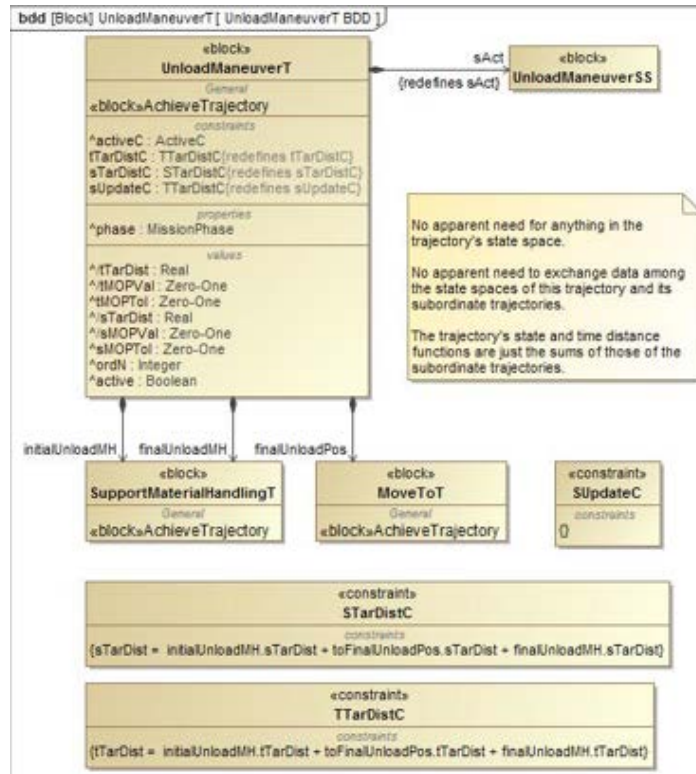 bdd [Block] UnloadManeuverT [ UnloadManeuverT BDD ]
«block»
UnloadManeuverT
General
«block»AchieveTrajectory
constraints
^activeC : ActiveC
tTarDistC : TTarDistC{redefines tTarDistC}
sTarDistC : STarDistC{redefines sTarDistC}
sUpdateC : TTarDistC{redefines sUpdateC}
properties
^phase : MissionPhase
values
^/tTarDist : Real
^/tMOPVal : Zero-One
^tMOPTol : Zero-One
^/sTarDist : Real
^/sMOPVal : Zero-One
^sMOPTol : Zero-One
^ordN : Integer
^active : Boolean
sAct
{redefines sAct}
«block»
UnloadManeuverSS
No apparent need for anything in the
trajectory's state space.
No apparent need to exchange data among
the state spaces of this trajectory and its
subordinate trajectories.
The trajectory's state and time distance
functions are just the sums of those of the
subordinate trajectories.
initialUnloadMH
finalUnloadMH
finalUnloadPos
«block»
SupportMaterialHandlingT
General
«block»AchieveTrajectory
«block»
MoveToT
General
«block»AchieveTrajectory
«constraint»
SUpdateC
constraints
{}
«constraint»
STarDistC
constraints
{sTarDist = initialUnloadMH.sTarDist + toFinalUnloadPos.sTarDist + finalUnloadMH.sTarDist}
«constraint»
TTarDistC
constraints
{tTarDist = initialUnloadMH.tTarDist + toFinalUnloadPos.tTarDist + finalUnloadMH.tTarDist}